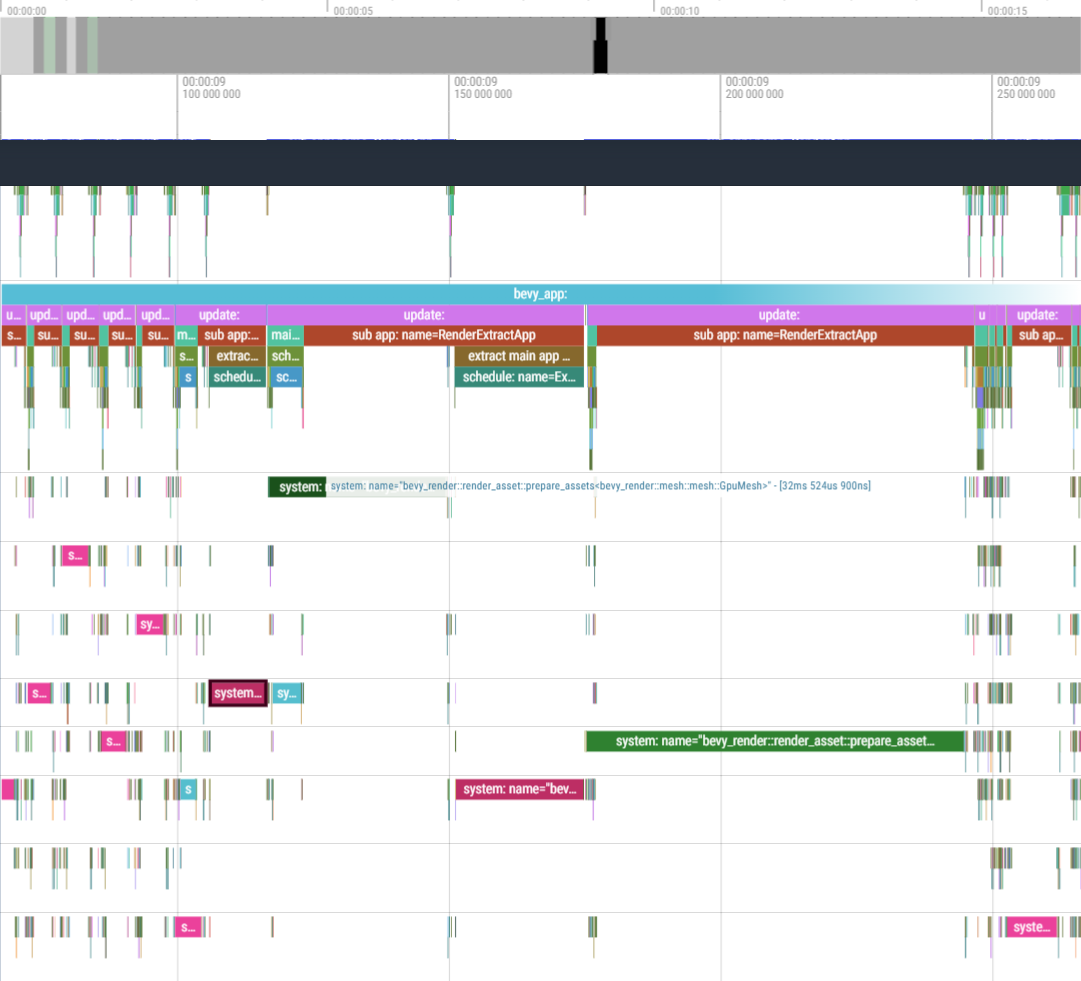 00:00:00 00:00:05 00:00:10 00:00:15
00:00:09 00:00:09 00:00:09 00:00:09
100 000 000 150 000 000 200 000 000 250 000 000
bevy_app:
u... upd... upd... upd... upd... update: update: update: u update:
s... su... su... su... su... m... sub app:... mai... sub app: name=RenderExtractApp sub app: name=RenderExtractApp sub ap...
s... extrac... sch... extract main app ...
s schedu... sc... schedule: name=Ex...
system: system: name="bevy_render::render_asset::prepare_assets<bevy_render::mesh::mesh::GpuMesh>" - [32ms 524us 900ns]
s...
sy...
s... system... sy...
s... system: name="bevy_render::render_asset::prepare_asset...
s system: name="bev...
s... syste...